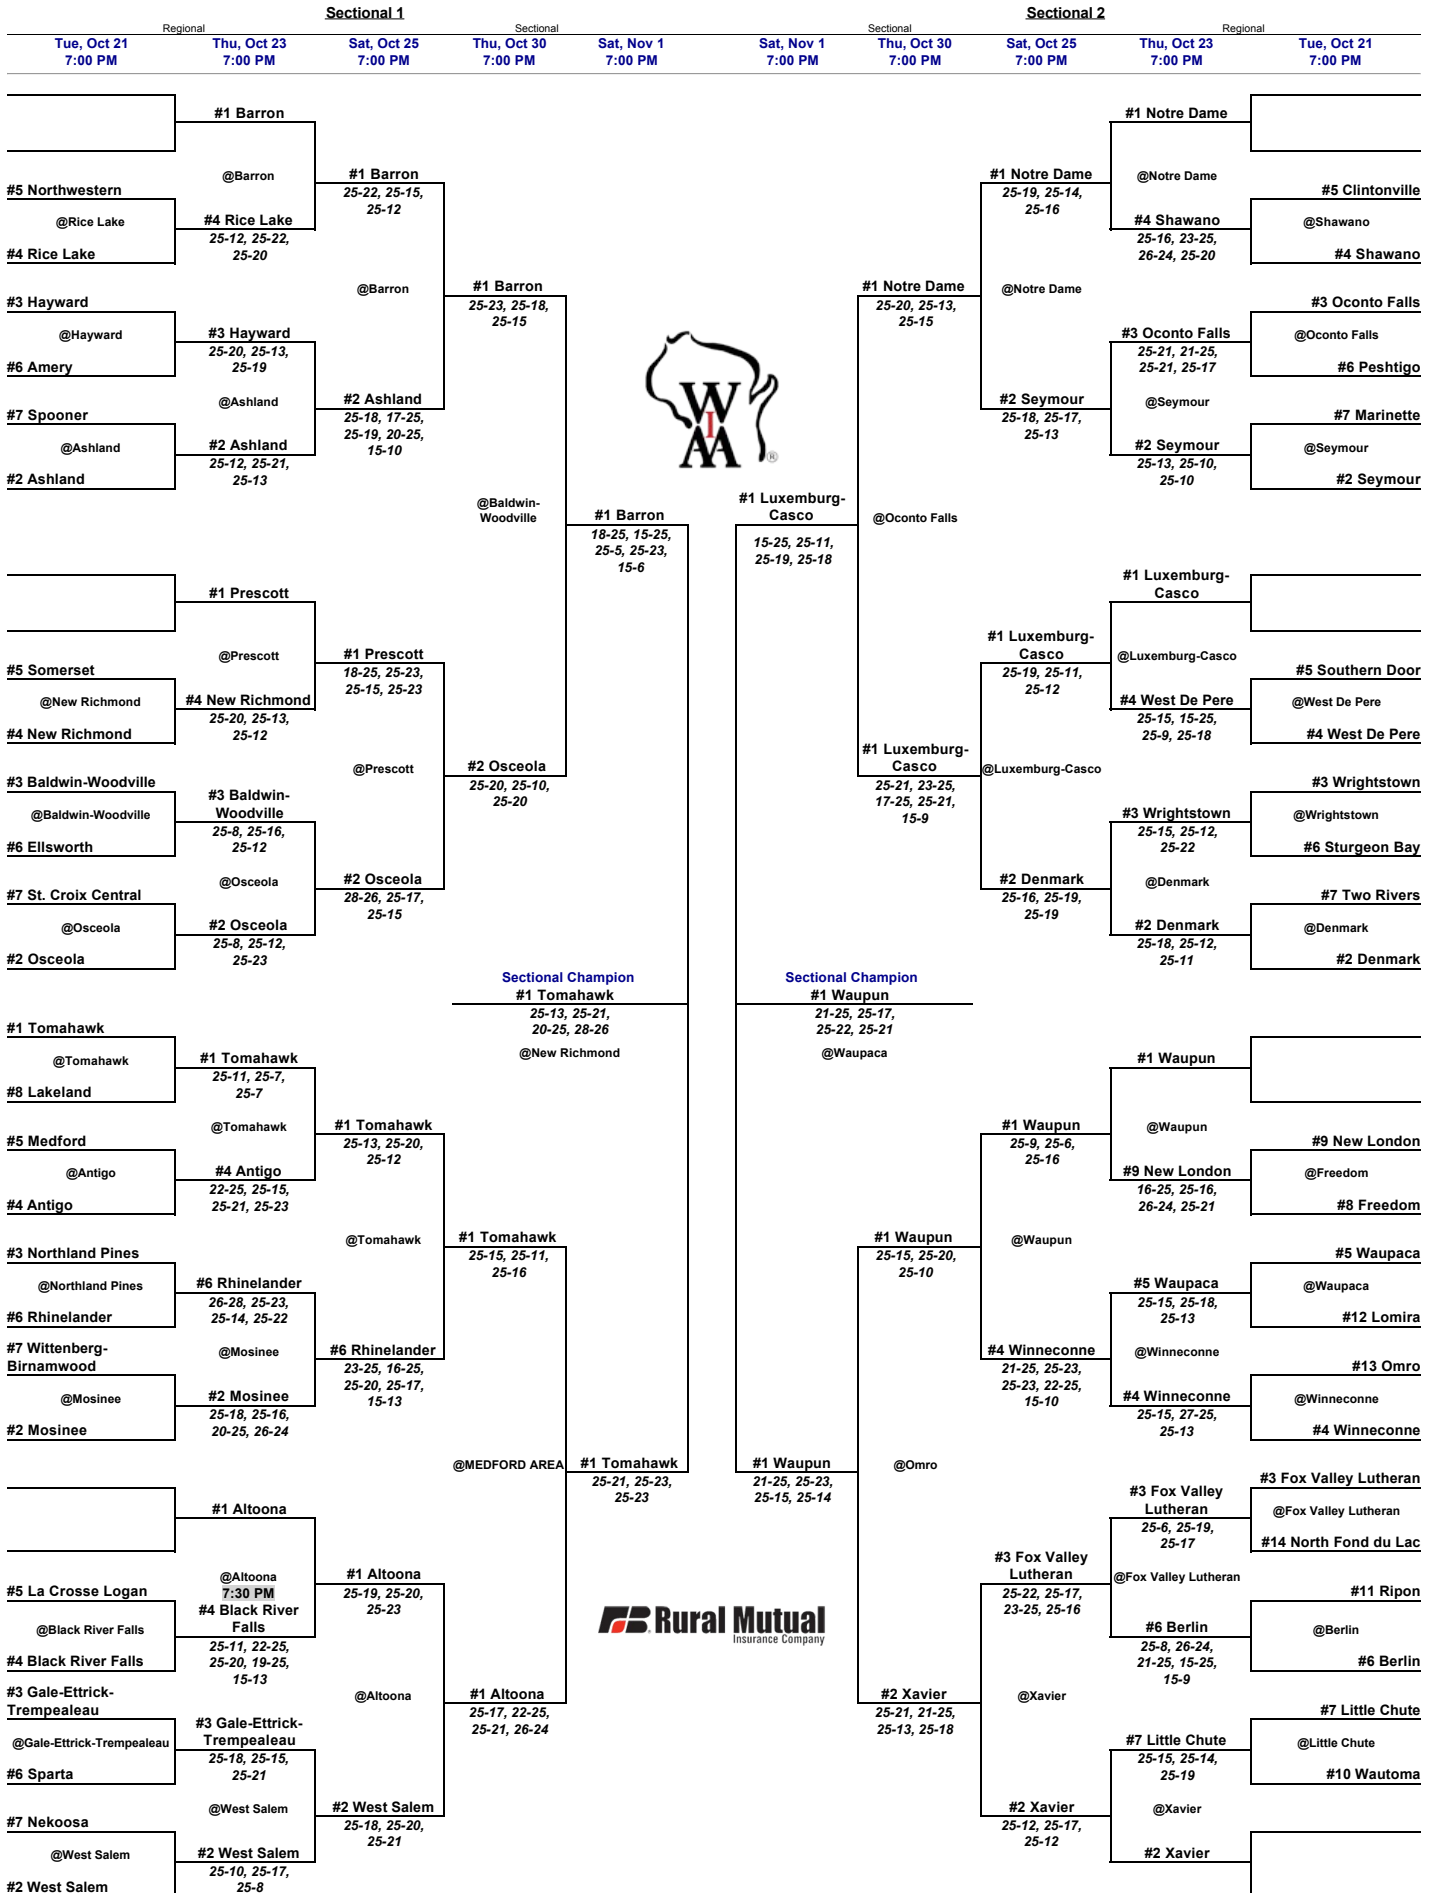 Sectional 1
Sectional 2
Regional
Sectional
Sectional
Regional
Tue, Oct 21
7:00 PM
Thu, Oct 23
7:00 PM
Sat, Oct 25
7:00 PM
Thu, Oct 30
7:00 PM
Sat, Nov 1
7:00 PM
Sat, Nov 1
7:00 PM
Thu, Oct 30
7:00 PM
Sat, Oct 25
7:00 PM
Thu, Oct 23
7:00 PM
Tue, Oct 21
7:00 PM
#5 Northwestern
@Rice Lake
#4 Rice Lake
#3 Hayward
@Hayward
#6 Amery
#7 Spooner
@Ashland
#2 Ashland
#5 Somerset
@New Richmond
#4 New Richmond
#3 Baldwin-Woodville
@Baldwin-Woodville
#6 Ellsworth
#7 St. Croix Central
@Osceola
#2 Osceola
#1 Tomahawk
@Tomahawk
#8 Lakeland
#5 Medford
@Antigo
#4 Antigo
#3 Northland Pines
@Northland Pines
#6 Rhinelander
#7 Wittenberg-
Birnamwood
@Mosinee
#2 Mosinee
#5 La Crosse Logan
@Black River Falls
#4 Black River Falls
#3 Gale-Ettrick-
Trempealeau
@Gale-Ettrick-Trempealeau
#6 Sparta
#7 Nekoosa
@West Salem
#2 West Salem
#1 Barron
@Barron
#4 Rice Lake
25-12, 25-22,
25-20
#3 Hayward
25-20, 25-13,
25-19
@Ashland
#2 Ashland
25-12, 25-21,
25-13
#1 Prescott
@Prescott
#4 New Richmond
25-20, 25-13,
25-12
#3 Baldwin-
Woodville
25-8, 25-16,
25-12
@Osceola
#2 Osceola
25-8, 25-12,
25-23
#1 Tomahawk
25-11, 25-7,
25-7
@Tomahawk
#4 Antigo
22-25, 25-15,
25-21, 25-23
#6 Rhinelander
26-28, 25-23,
25-14, 25-22
@Mosinee
#2 Mosinee
25-18, 25-16,
20-25, 26-24
#1 Altoona
@Altoona
7:30 PM
#4 Black River
Falls
25-11, 22-25,
25-20, 19-25,
15-13
#3 Gale-Ettrick-
Trempealeau
25-18, 25-15,
25-21
@West Salem
#2 West Salem
25-10, 25-17,
25-8
#1 Barron
25-22, 25-15,
25-12
@Barron
#2 Ashland
25-18, 17-25,
25-19, 20-25,
15-10
#1 Prescott
18-25, 25-23,
25-15, 25-23
@Prescott
#2 Osceola
28-26, 25-17,
25-15
#1 Tomahawk
25-13, 25-20,
25-12
@Tomahawk
#6 Rhinelander
23-25, 16-25,
25-20, 25-17,
15-13
#1 Altoona
25-19, 25-20,
25-23
@Altoona
#2 West Salem
25-18, 25-20,
25-21
#1 Barron
25-23, 25-18,
25-15
@Baldwin-
Woodville
#2 Osceola
25-20, 25-10,
25-20
#1 Tomahawk
25-15, 25-11,
25-16
@MEDFORD AREA
#1 Altoona
25-17, 22-25,
25-21, 26-24
#1 Barron
18-25, 15-25,
25-5, 25-23,
15-6
Sectional Champion
#1 Tomahawk
25-13, 25-21,
20-25, 28-26
@New Richmond
#1 Tomahawk
25-21, 25-23,
25-23
WIAA
®
Rural Mutual
Insurance Company
#1 Luxemburg-
Casco
15-25, 25-11,
25-19, 25-18
Sectional Champion
#1 Waupun
21-25, 25-17,
25-22, 25-21
@Waupaca
#1 Waupun
21-25, 25-23,
25-15, 25-14
#1 Notre Dame
25-20, 25-13,
25-15
@Oconto Falls
#1 Luxemburg-
Casco
25-21, 23-25,
17-25, 25-21,
15-9
#1 Waupun
25-15, 25-20,
25-10
@Omro
#2 Xavier
25-21, 21-25,
25-13, 25-18
#1 Notre Dame
25-19, 25-14,
25-16
@Notre Dame
#2 Seymour
25-18, 25-17,
25-13
#1 Luxemburg-
Casco
25-19, 25-11,
25-12
@Luxemburg-Casco
#2 Denmark
25-16, 25-19,
25-19
#1 Waupun
25-9, 25-6,
25-16
@Waupun
#4 Winneconne
21-25, 25-23,
25-23, 22-25,
15-10
#3 Fox Valley
Lutheran
25-22, 25-17,
23-25, 25-16
@Xavier
#2 Xavier
25-12, 25-17,
25-12
#1 Notre Dame
@Notre Dame
#4 Shawano
25-16, 23-25,
26-24, 25-20
#3 Oconto Falls
25-21, 21-25,
25-21, 25-17
@Seymour
#2 Seymour
25-13, 25-10,
25-10
#1 Luxemburg-
Casco
@Luxemburg-Casco
#4 West De Pere
25-15, 15-25,
25-9, 25-18
#3 Wrightstown
25-15, 25-12,
25-22
@Denmark
#2 Denmark
25-18, 25-12,
25-11
#1 Waupun
@Waupun
#9 New London
16-25, 25-16,
26-24, 25-21
#5 Waupaca
25-15, 25-18,
25-13
@Winneconne
#4 Winneconne
25-15, 27-25,
25-13
#3 Fox Valley
Lutheran
25-6, 25-19,
25-17
@Fox Valley Lutheran
#6 Berlin
25-8, 26-24,
21-25, 15-25,
15-9
#7 Little Chute
25-15, 25-14,
25-19
@Xavier
#2 Xavier
#5 Clintonville
@Shawano
#4 Shawano
#3 Oconto Falls
@Oconto Falls
#6 Peshtigo
#7 Marinette
@Seymour
#2 Seymour
#5 Southern Door
@West De Pere
#4 West De Pere
#3 Wrightstown
@Wrightstown
#6 Sturgeon Bay
#7 Two Rivers
@Denmark
#2 Denmark
#9 New London
@Freedom
#8 Freedom
#5 Waupaca
@Waupaca
#12 Lomira
#13 Omro
@Winneconne
#4 Winneconne
#3 Fox Valley Lutheran
@Fox Valley Lutheran
#14 North Fond du Lac
#11 Ripon
@Berlin
#6 Berlin
#7 Little Chute
@Little Chute
#10 Wautoma